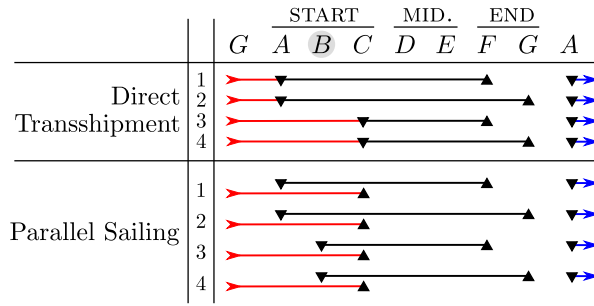 START MID. END
G A B C D E F G A
Direct Transshipment
1
2
3
4
Parallel Sailing
1
2
3
4